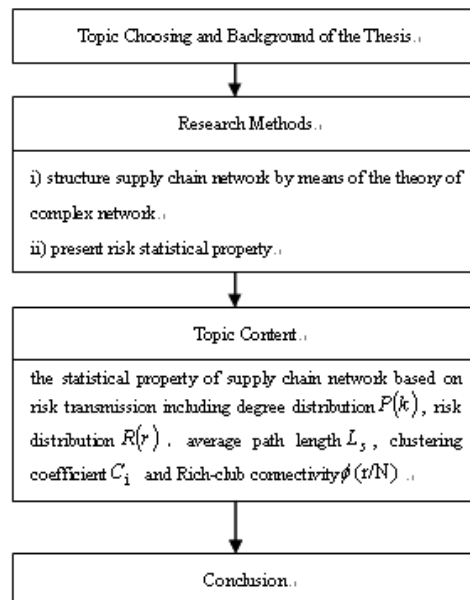 Topic Choosing and Background of the Thesis.
Research Methods.
i) structure supply chain network by means of the theory of
complex network.
ii) present risk statistical property.
Topic Content.
the statistical property of supply chain network based on
risk transmission including degree distribution P(k), risk
distribution R(r). average path length L_s, clustering
coefficient C_i and Rich-club connectivity ϕ(r/N) .
Conclusion.